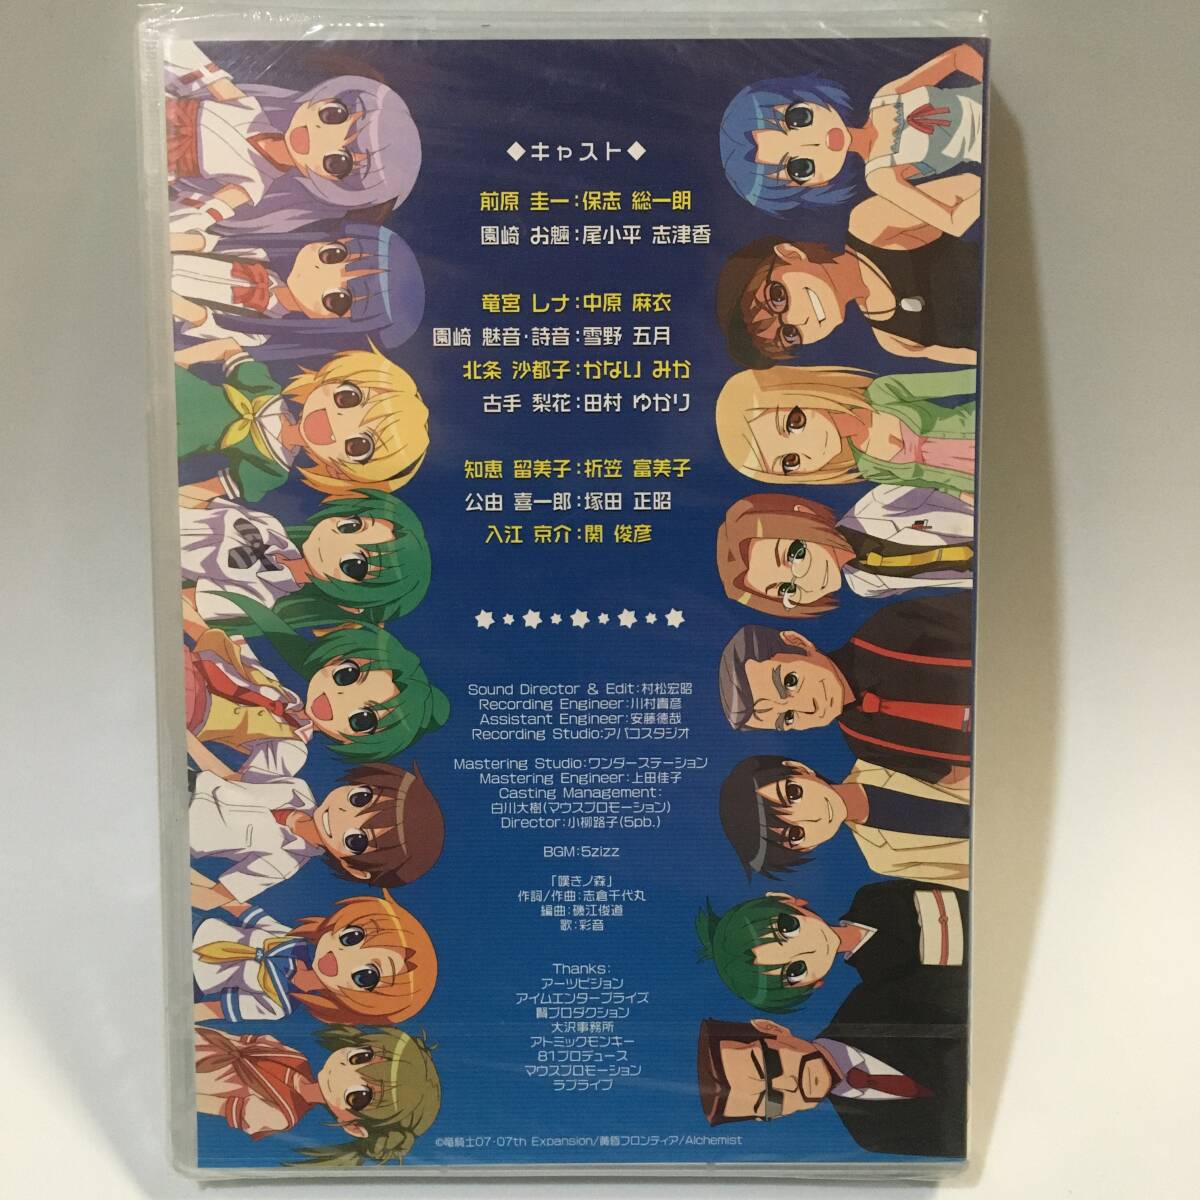 ◆キャスト◆
前原 圭一:保志 総一朗
園崎 お魎:尾小平 志津香
竜宮 レナ:中原 麻衣
園崎 魅音・詩音:雪野 五月
北条 沙都子:かない みか
古手 梨花:田村 ゆかり
知恵 留美子:折笠 富美子
公由 喜一郎:塚田 正昭
入江 京介:関 俊彦
Sound Director & Edit:村松宏昭
Recording Engineer:川村貴彦
Assistant Engineer:安藤徳哉
Recording Studio:アバコスタジオ
Mastering Studio:ワンダーステーション
Mastering Engineer:上田佳子
Casting Management:
白川大樹(マウスプロモーション)
Director:小柳路子(5pb.)
BGM:5zizz
「嘆きノ森」
作詞/作曲:志倉千代丸
編曲:磯江俊道
歌:彩音
Thanks:
アーツビジョン
アイムエンタープライズ
賢プロダクション
大沢事務所
アトミックモンキー
81プロデュース
マウスプロモーション
ラブライブ
©竜騎士07・07th Expansion/黄昏フロンティア/Alchemist